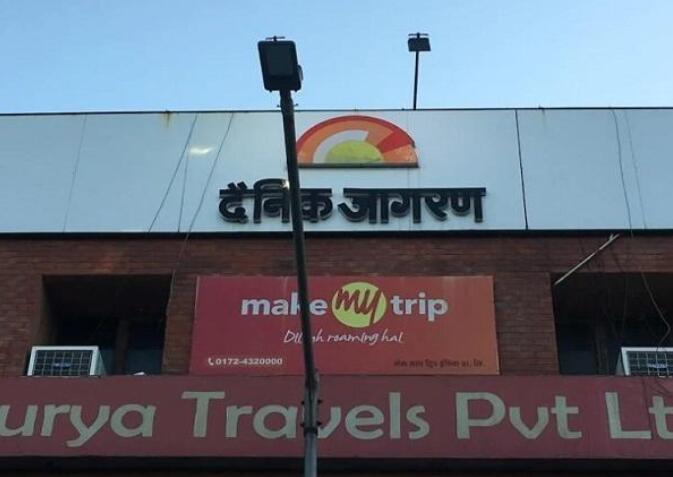 दैनिक जागरण
make my trip
Dil toh roaming hai
0172-4320000
मेक माय ट्रिप इंडिया प्रा. लि.
urya Travels Pvt Lt